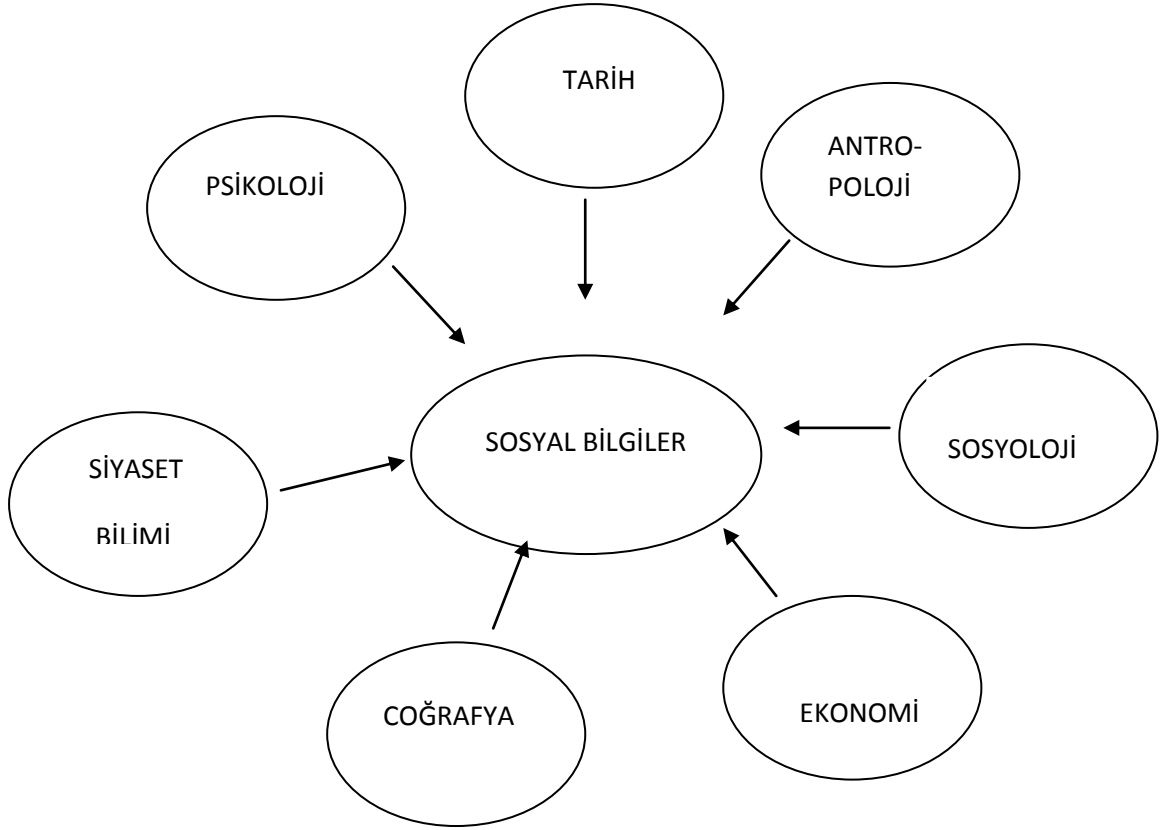 TARİH
ANTRO-
POLOJİ
PSİKOLOJİ
SOSYAL BİLGİLER
SOSYOLOJİ
SİYASET
BİLİMİ
COĞRAFYA
EKONOMİ